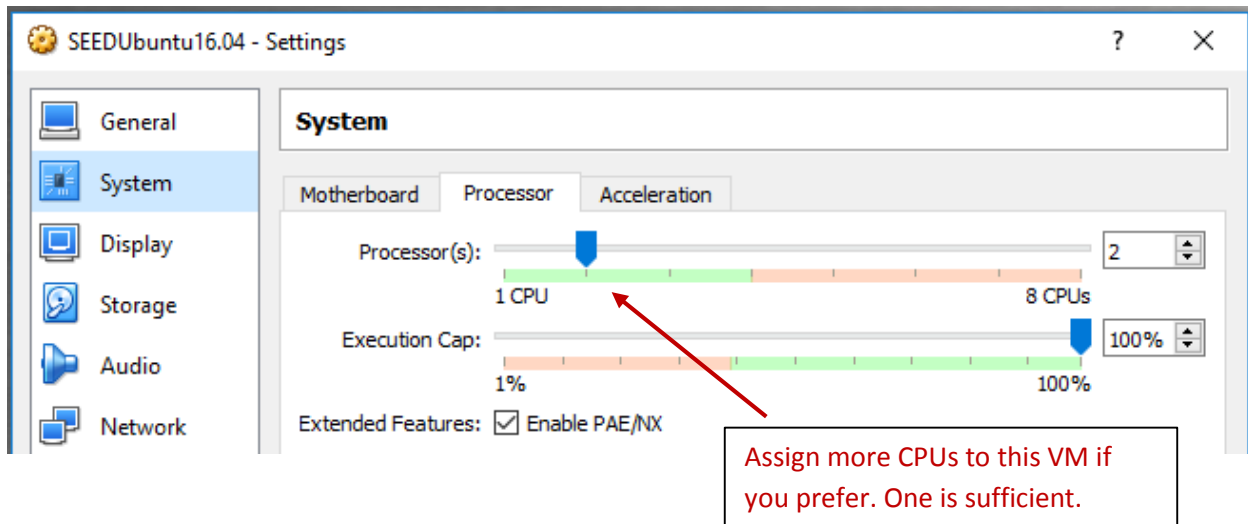 SEEDUbuntu16.04 - Settings ? ×
General
System
Display
Storage
Audio
Network
System
Motherboard Processor Acceleration
Processor(s): 2
1 CPU 8 CPUs
Execution Cap: 100%
1% 100%
Extended Features: Enable PAE/NX
Assign more CPUs to this VM if
you prefer. One is sufficient.